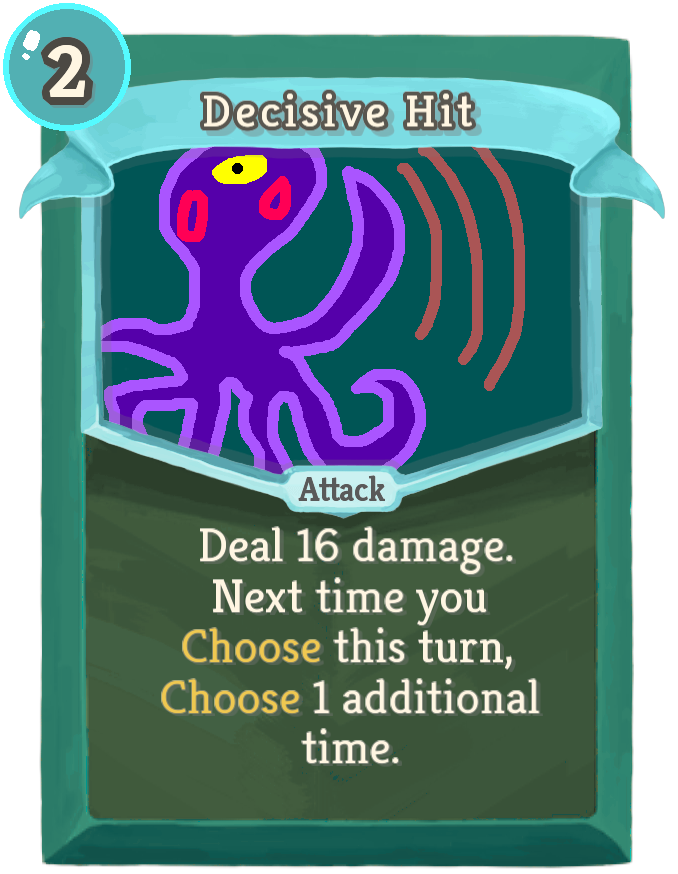 2
Decisive Hit
Attack
Deal 16 damage.
Next time you
Choose this turn,
Choose 1 additional
time.